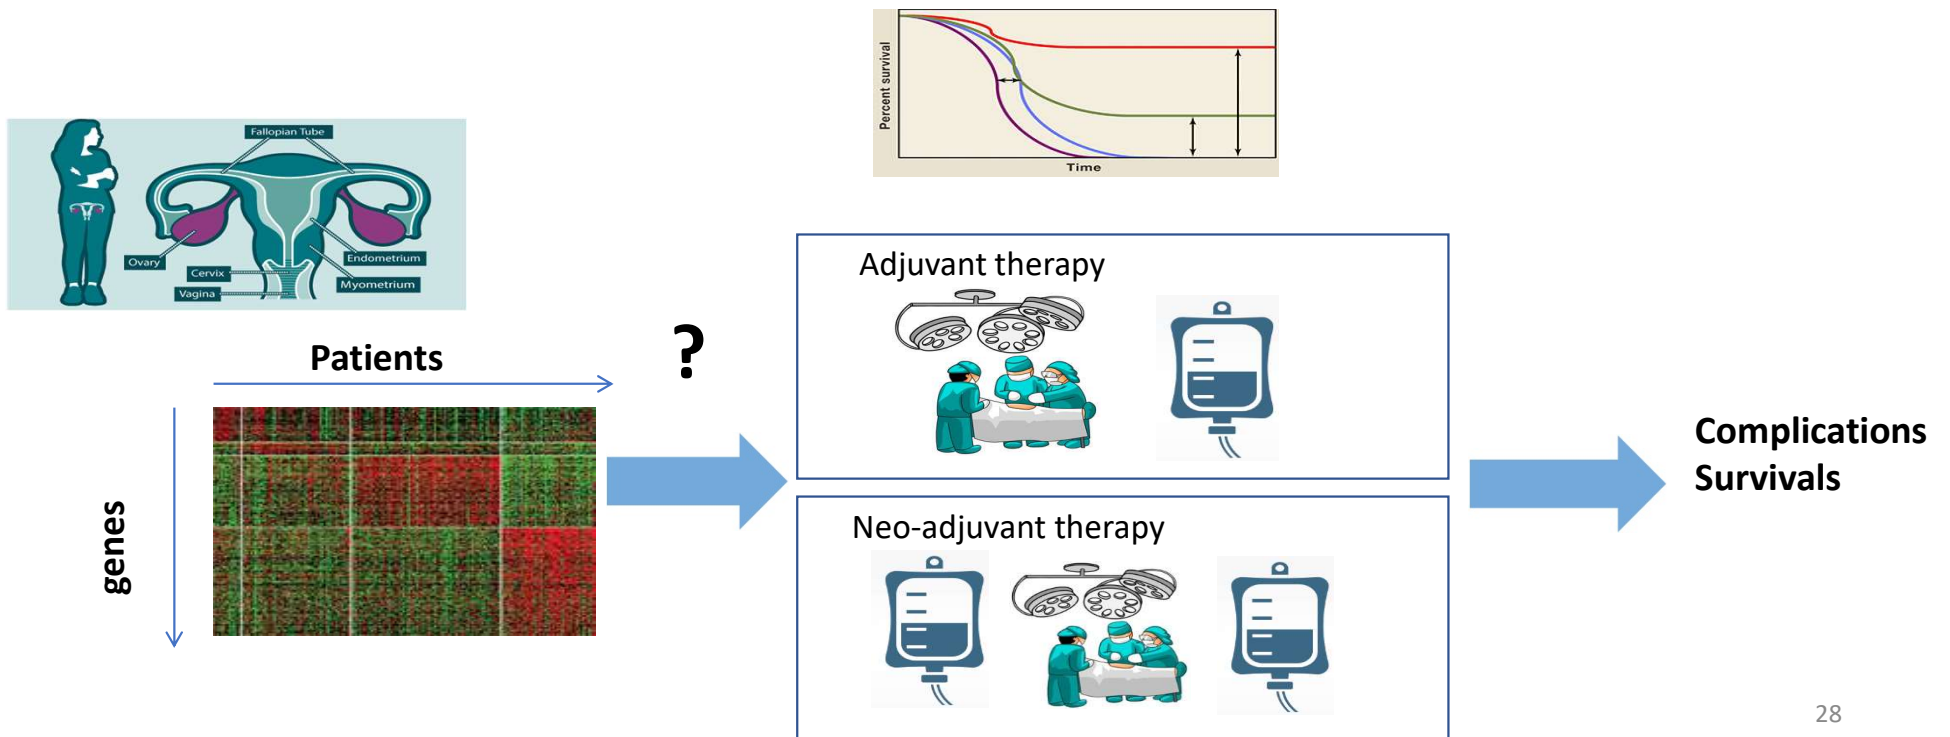 Percent survival
Time
Fallopian Tube
Ovary
Cervix
Vagina
Endometrium
Myometrium
Patients
?
genes
Adjuvant therapy
Neo-adjuvant therapy
Complications
Survivals
28